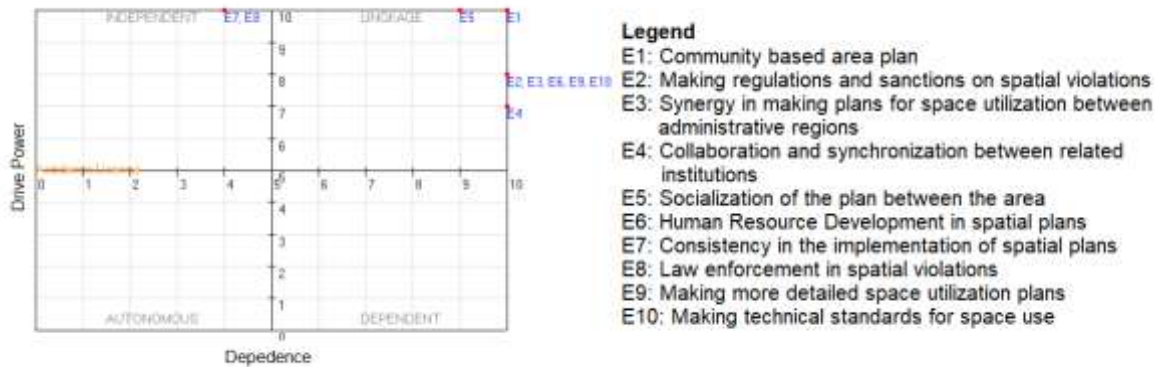 INDEPENDENT
E7, E8
10
LINGKAGE
E5
E1
9
8
E2, E3, E6, E9, E10
7
E4
6
Drive Power
0
1
2
3
4
5
6
7
8
9
10
4
3
2
1
AUTONOMOUS
DEPENDENT
0
Depedence
Legend
E1: Community based area plan
E2: Making regulations and sanctions on spatial violations
E3: Synergy in making plans for space utilization between
administrative regions
E4: Collaboration and synchronization between related
institutions
E5: Socialization of the plan between the area
E6: Human Resource Development in spatial plans
E7: Consistency in the implementation of spatial plans
E8: Law enforcement in spatial violations
E9: Making more detailed space utilization plans
E10: Making technical standards for space use